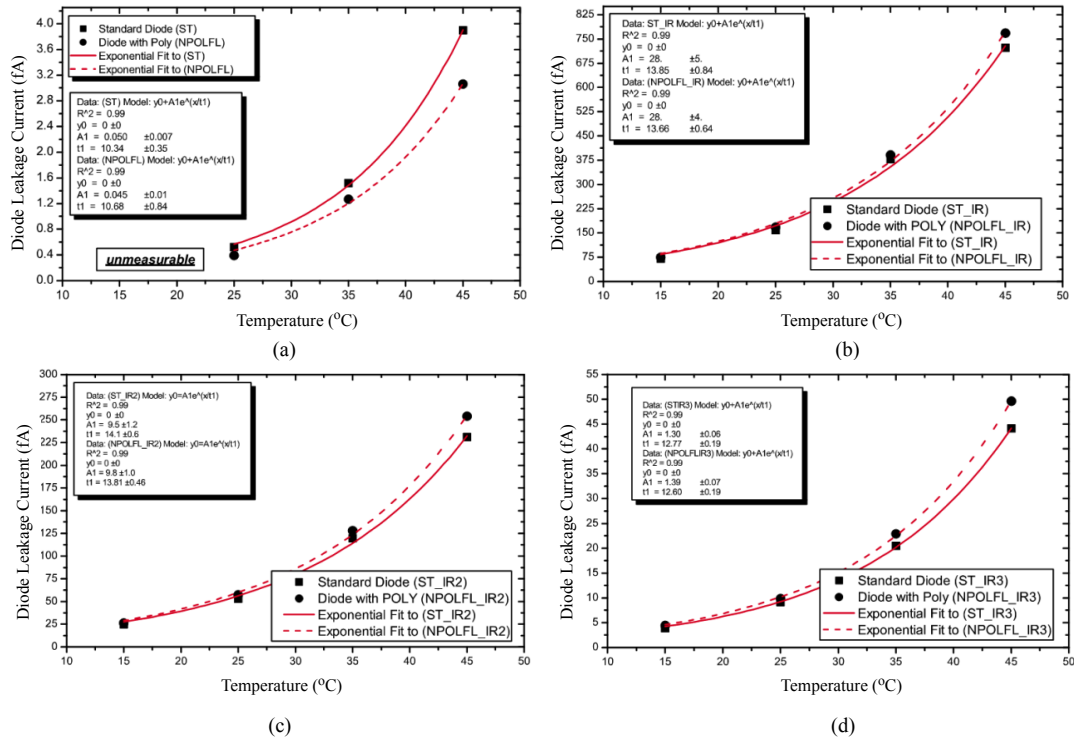 Diode Leakage Current (fA)
4.0
3.6
3.2
2.8
2.4
2.0
1.6
1.2
0.8
0.4
0.0
Standard Diode (ST)
Diode with Poly (NPOLFL)
Exponential Fit to (ST)
Exponential Fit to (NPOLFL)
Data: (ST) Model: y0+A1e^(x/t1)
R^2 = 0.99
y0 = 0 ±0
A1 = 0.050 ±0.007
t1 = 10.34 ±0.35
Data: (NPOLFL) Model: y0+A1e^(x/t1)
R^2 = 0.99
y0 = 0 ±0
A1 = 0.045 ±0.01
t1 = 10.68 ±0.84
unmeasurable
10 15 20 25 30 35 40 45 50
Temperature (°C)
(a)
Diode Leakage Current (fA)
825
750
675
600
525
450
375
300
225
150
75
0
Data: ST_IR Model: y0+A1e^(x/t1)
R^2 = 0.99
y0 = 0 ±0
A1 = 28. ±5.
t1 = 13.85 ±0.84
Data: (NPOLFL_IR) Model: y0+A1e^(x/t1)
R^2 = 0.99
y0 = 0 ±0
A1 = 28. ±4.
t1 = 13.66 ±0.64
Standard Diode (ST_IR)
Diode with POLY (NPOLFL_IR)
Exponential Fit to (ST_IR)
Exponential Fit to (NPOLFL_IR)
10 15 20 25 30 35 40 45 50
Temperature (°C)
(b)
Diode Leakage Current (fA)
300
275
250
225
200
175
150
125
100
75
50
25
0
Data: (ST_IR2) Model: y0=A1e^(x/t1)
R^2 = 0.99
y0 = 0 ±0
A1 = 9.5 ±1.2
t1 = 14.1 ±0.6
Data: (NPOLFL_IR2) Model: y0=A1e^(x/t1)
R^2 = 0.99
y0 = 0 ±0
A1 = 9.8 ±1.0
t1 = 13.81 ±0.46
Standard Diode (ST_IR2)
Diode with POLY (NPOLFL_IR2)
Exponential Fit to (ST_IR2)
Exponential Fit to (NPOLFL_IR2)
10 15 20 25 30 35 40 45 50
Temperature (°C)
(c)
Diode Leakage Current (fA)
55
50
45
40
35
30
25
20
15
10
5
0
Data: (STIR3) Model: y0+A1e^(x/t1)
R^2 = 0.99
y0 = 0 ±0
A1 = 1.30 ±0.06
t1 = 12.77 ±0.19
Data: (NPOLFLIR3) Model: y0+A1e^(x/t1)
R^2 = 0.99
y0 = 0 ±0
A1 = 1.39 ±0.07
t1 = 12.60 ±0.19
Standard Diode (ST_IR3)
Diode with Poly (NPOLFL_IR3)
Exponential Fit to (ST_IR3)
Exponential Fit to (NPOLFL_IR3)
10 15 20 25 30 35 40 45 50
Temperature (°C)
(d)